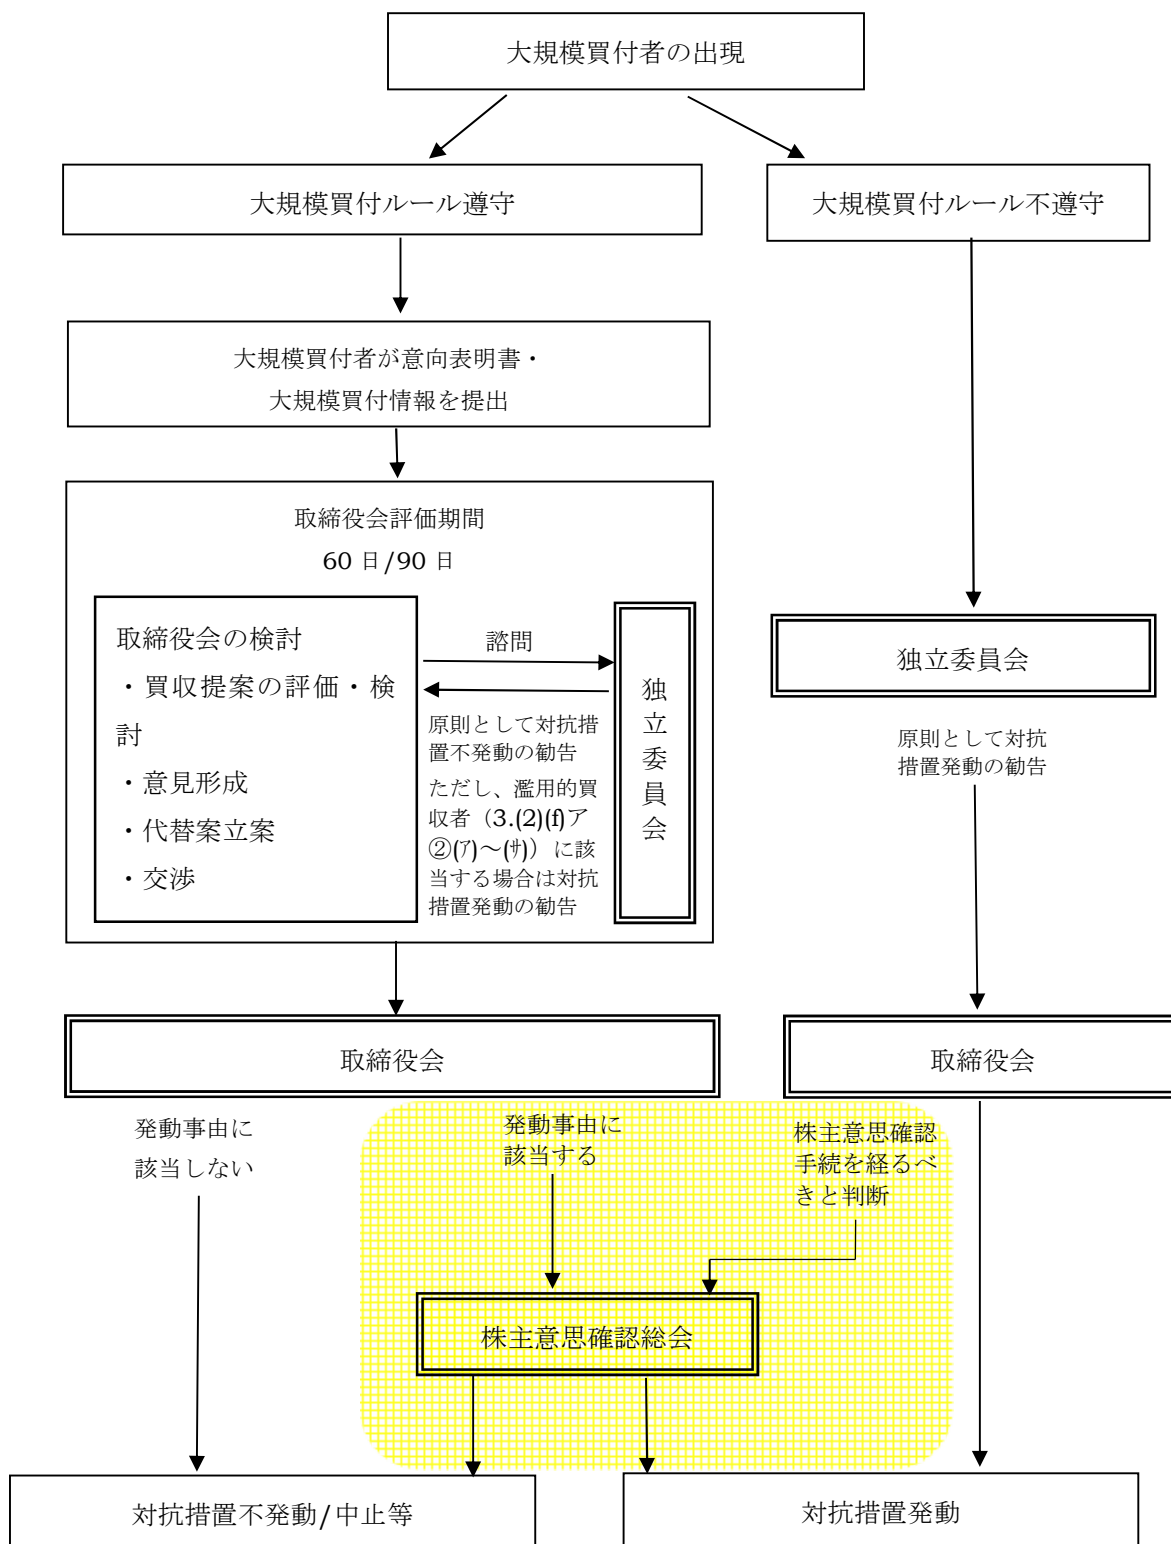 大規模買付者の出現
大規模買付ルール遵守
大規模買付ルール不遵守
大規模買付者が意向表明書・
大規模買付情報を提出
取締役会評価期間
60 日/90 日
取締役会の検討
・買収提案の評価・検
討
・意見形成
・代替案立案
・交渉
諮問
原則として対抗措
置不発動の勧告
ただし、濫用的買
収者（3.(2)(f)ア
②(ｱ)～(ｻ)）に該
当する場合は対抗
措置発動の勧告
独立委員会
独立委員会
原則として対抗
措置発動の勧告
取締役会
取締役会
発動事由に
該当しない
発動事由に
該当する
株主意思確認
手続を経るべ
きと判断
株主意思確認総会
対抗措置不発動/中止等
対抗措置発動